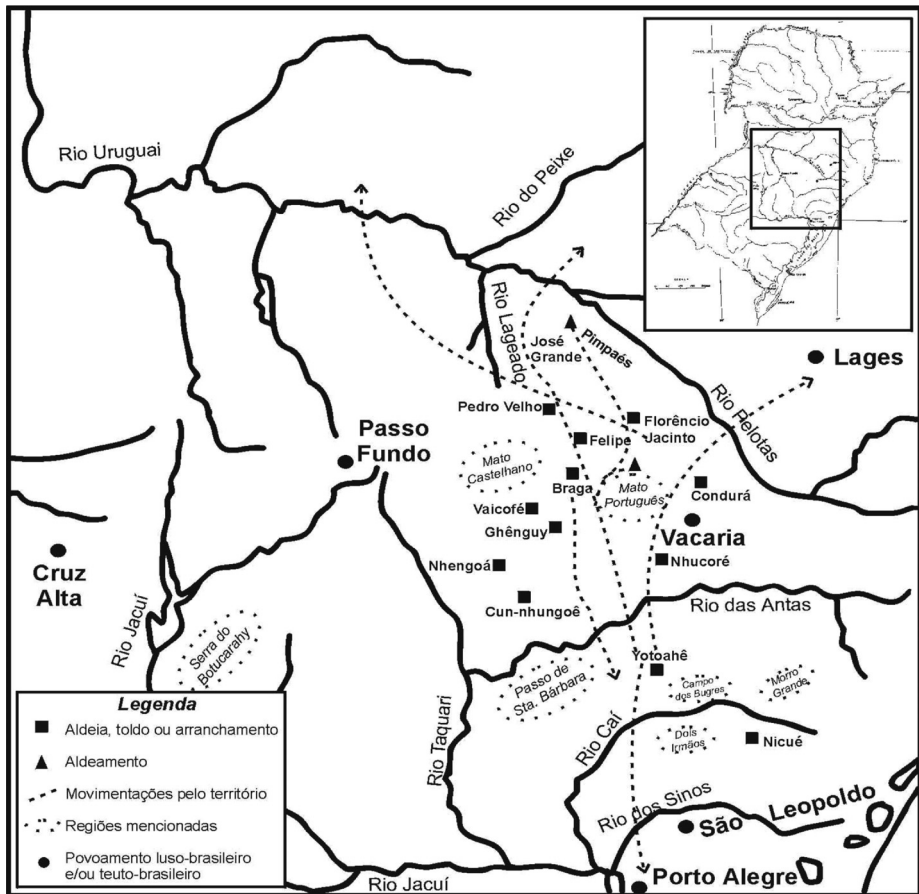 Rio Uruguai
Rio do Peixe
Rio Lageado
José
Grande
Pimpaés
Lages
Rio Pelotas
Pedro Velho
Florêncio
Jacinto
Felipe
Passo
Fundo
Mato
Castelhano
Braga
Mato
Português
Condurá
Vaicofé
Vacaria
Ghênguy
Nhucoré
Cruz
Alta
Nhengoá
Cun-nhungoê
Rio das Antas
Rio Jacuí
Serra do
Botucarahy
Yotoahê
Passo de
Sta. Bárbara
Campo
dos Bugres
Morro
Grande
Rio Caí
Dois
Irmãos
Nicué
Rio Taquari
Rio dos Sinos
São Leopoldo
Porto Alegre
Rio Jacuí
Legenda
Aldeia, toldo ou arranchamento
Aldeamento
Movimentações pelo território
Regiões mencionadas
Povoamento luso-brasileiro
e/ou teuto-brasileiro